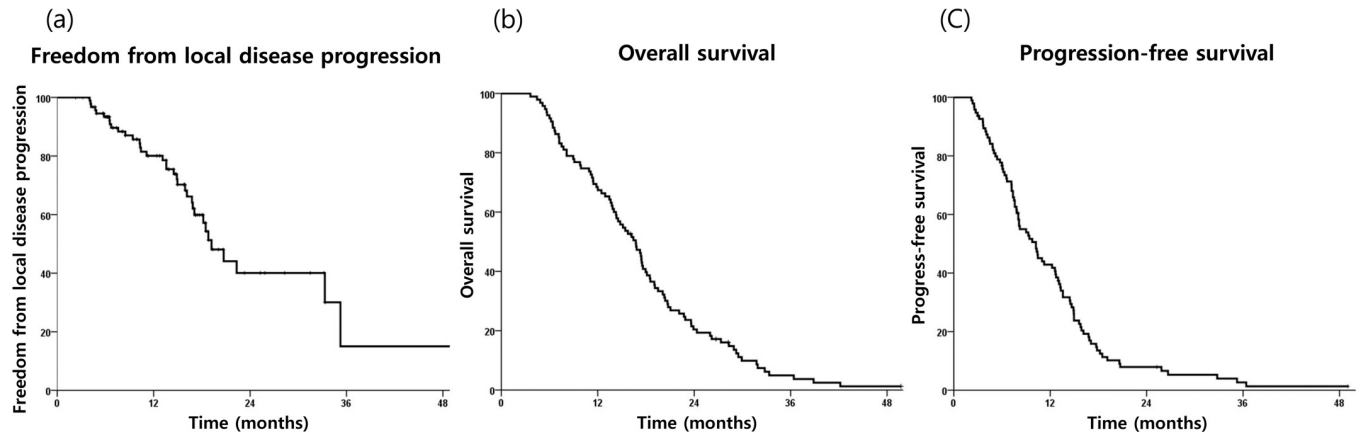 (a)
Freedom from local disease progression
Freedom from local disease progression
100
80
60
40
20
0
0 12 24 36 48
Time (months)
(b)
Overall survival
Overall survival
100
80
60
40
20
0
0 12 24 36 48
Time (months)
(C)
Progression-free survival
Progress-free survival
100
80
60
40
20
0
0 12 24 36 48
Time (months)